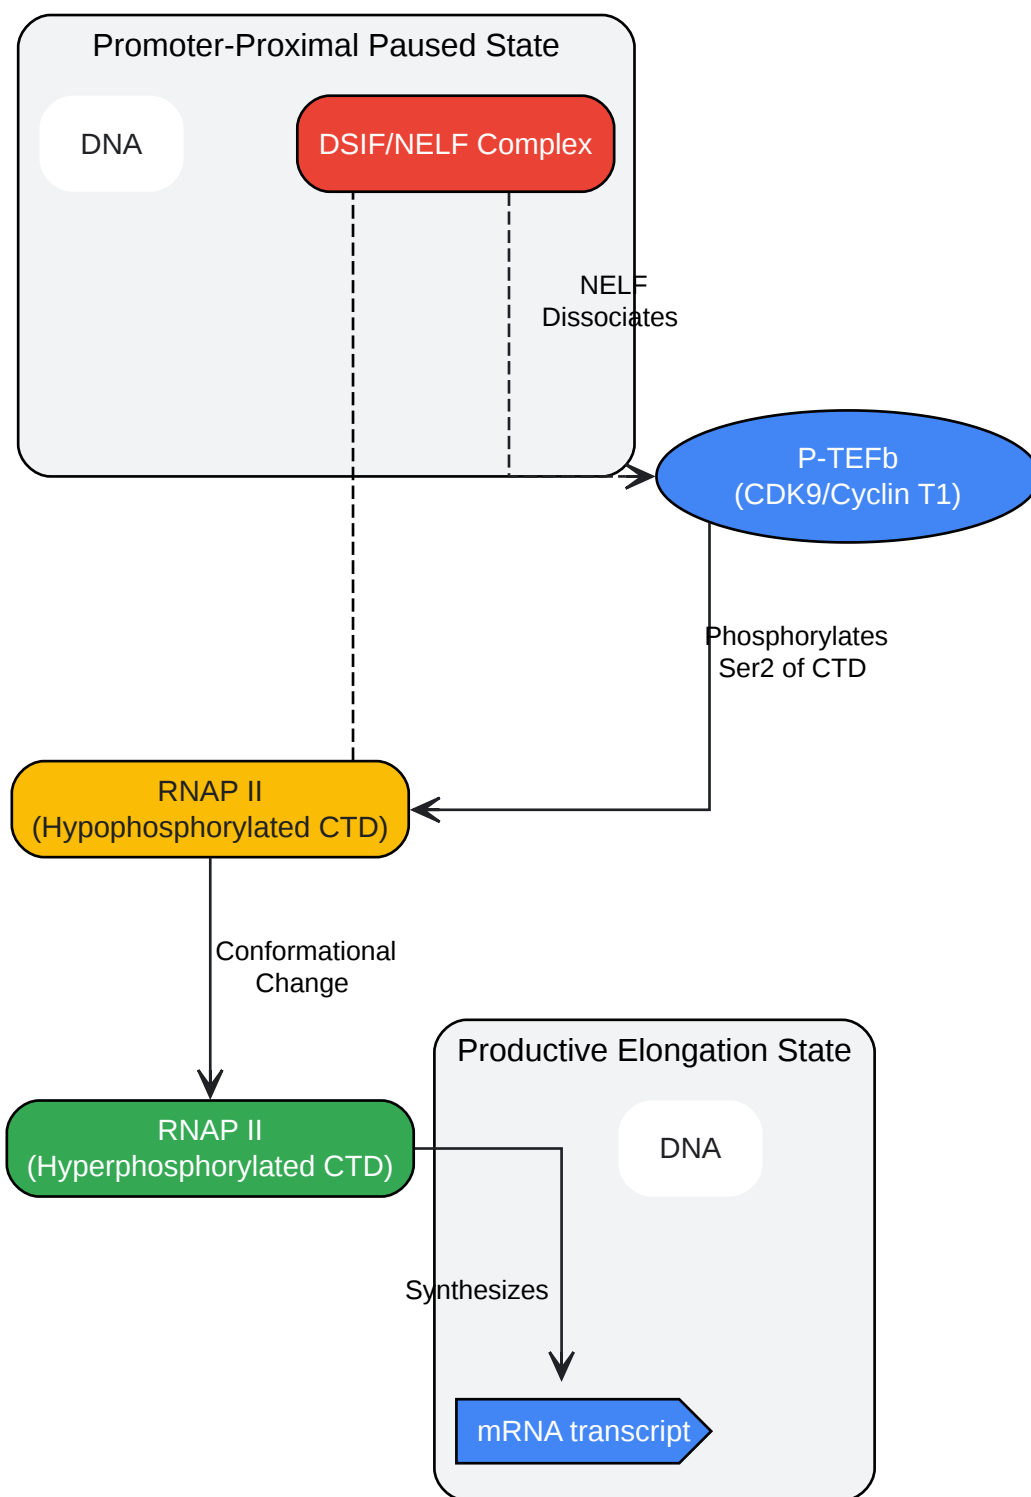 Promoter-Proximal Paused State
DNA
DSIF/NELF Complex
NELF
Dissociates
P-TEFb
(CDK9/Cyclin T1)
Phosphorylates
Ser2 of CTD
RNAP II
(Hypophosphorylated CTD)
Conformational
Change
Productive Elongation State
RNAP II
(Hyperphosphorylated CTD)
DNA
Synthesizes
mRNA transcript